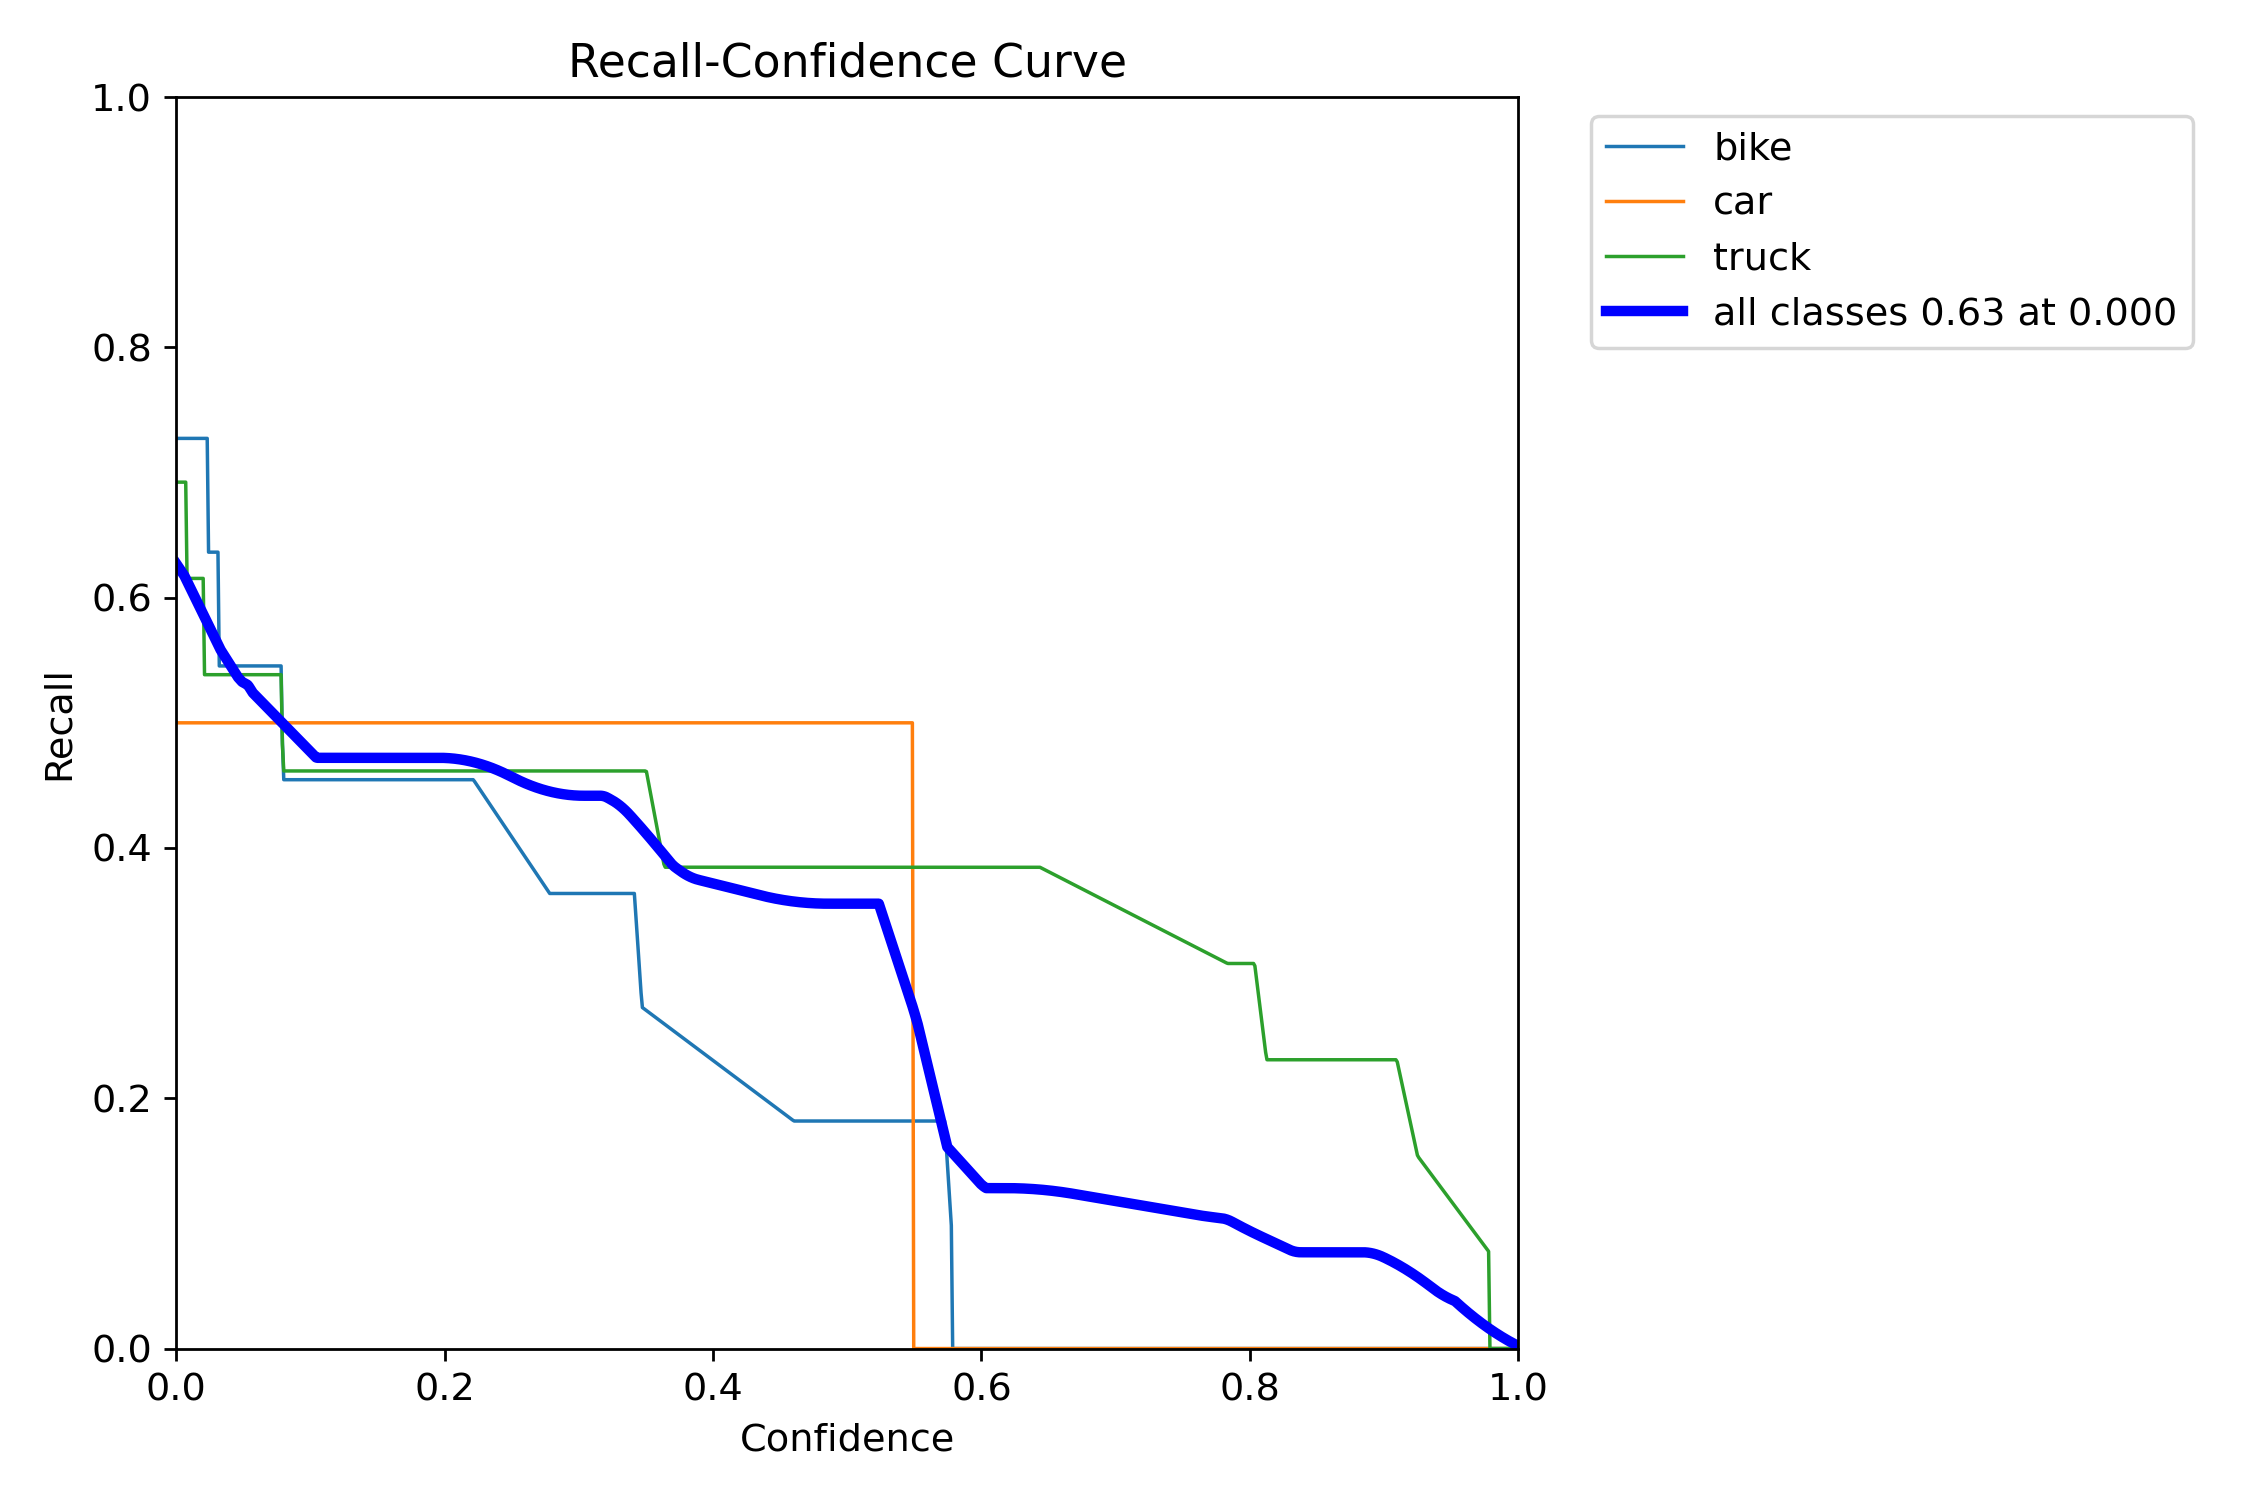 Recall-Confidence Curve
1.0
0.8
0.6
0.4
0.2
0.0
Recall
0.0 0.2 0.4 0.6 0.8 1.0
Confidence
bike
car
truck
all classes 0.63 at 0.000